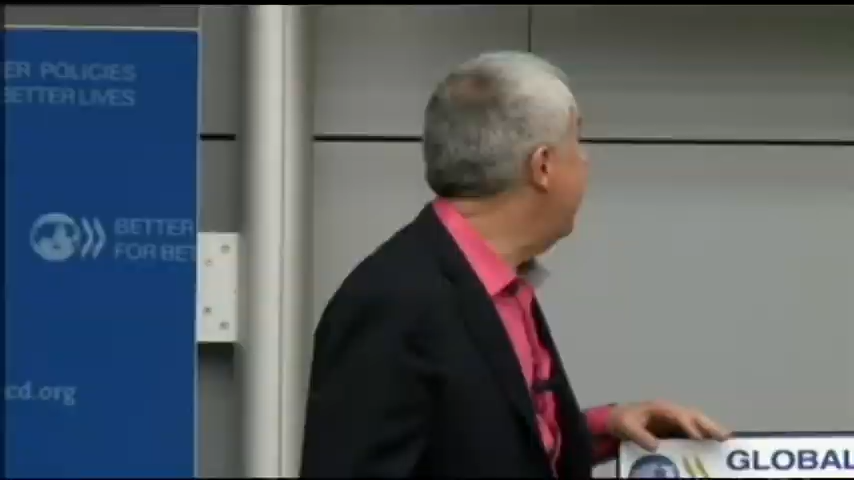 ER POLICIES
BETTER LIVES
BETTER
FOR BET
cd.org
GLOBAL